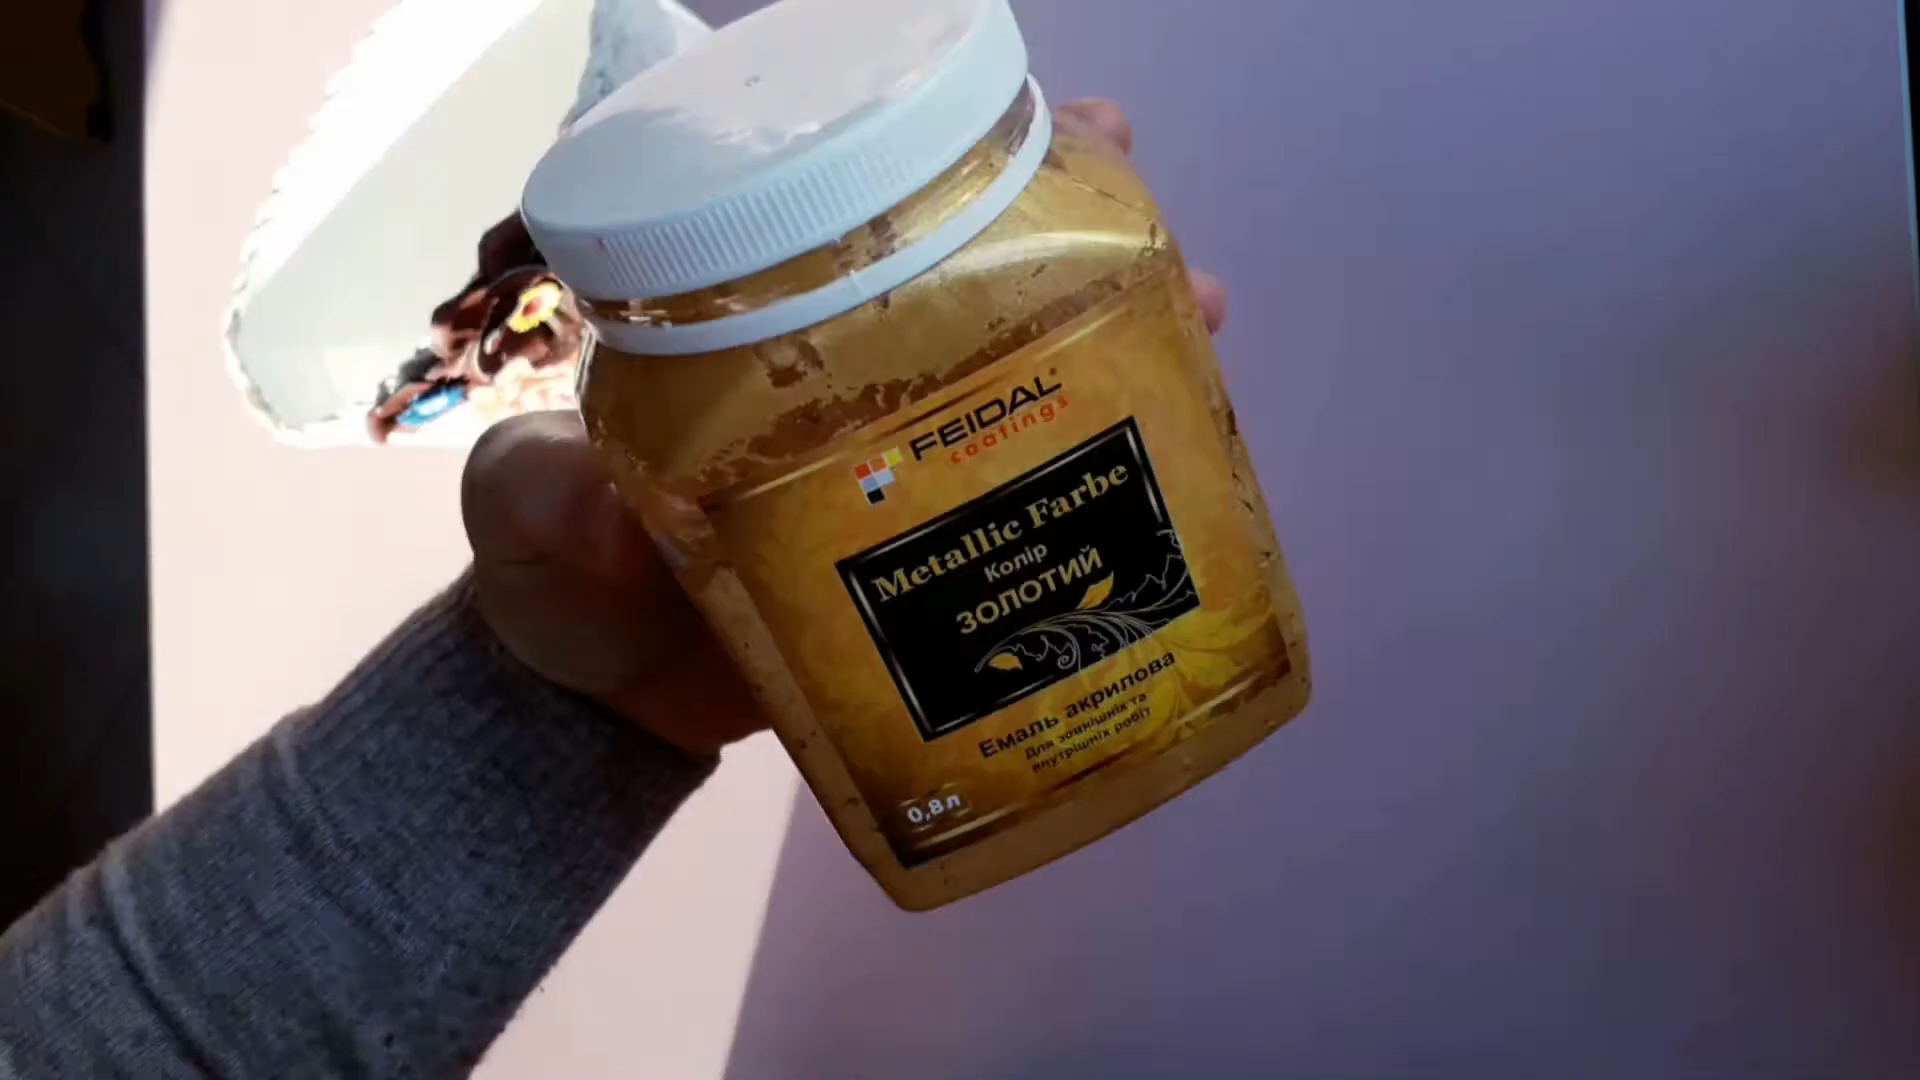 FEIDAL
coatings
Metallic Farbe
Колір
ЗОЛОТИЙ
Емаль акрилова
Для зовнішніх та
внутрішніх робіт
0,8л